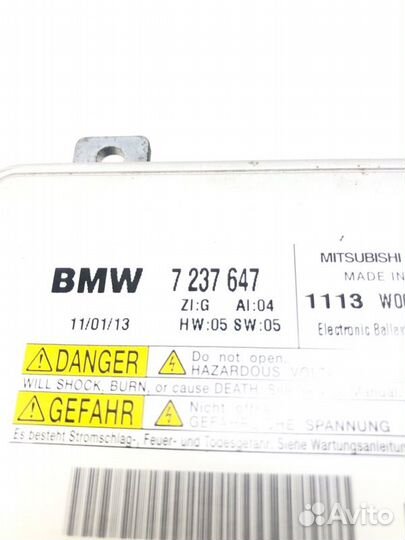 BMW 7 237 647
MITSUBISHI
MADE IN
ZI:G AI:04
1113
11/01/13
HW:05 SW:05
Electronic
DANGER
Do not open.
HAZARDOUS
WILL SHOCK, BURN, or cause DEATH. Manual.
GEFAHR
Nicht
SPANNUNG
Es besteht Stromschlag-, Feuer- und Todesgefahr. Siehe Wartungsanleitung
Avito